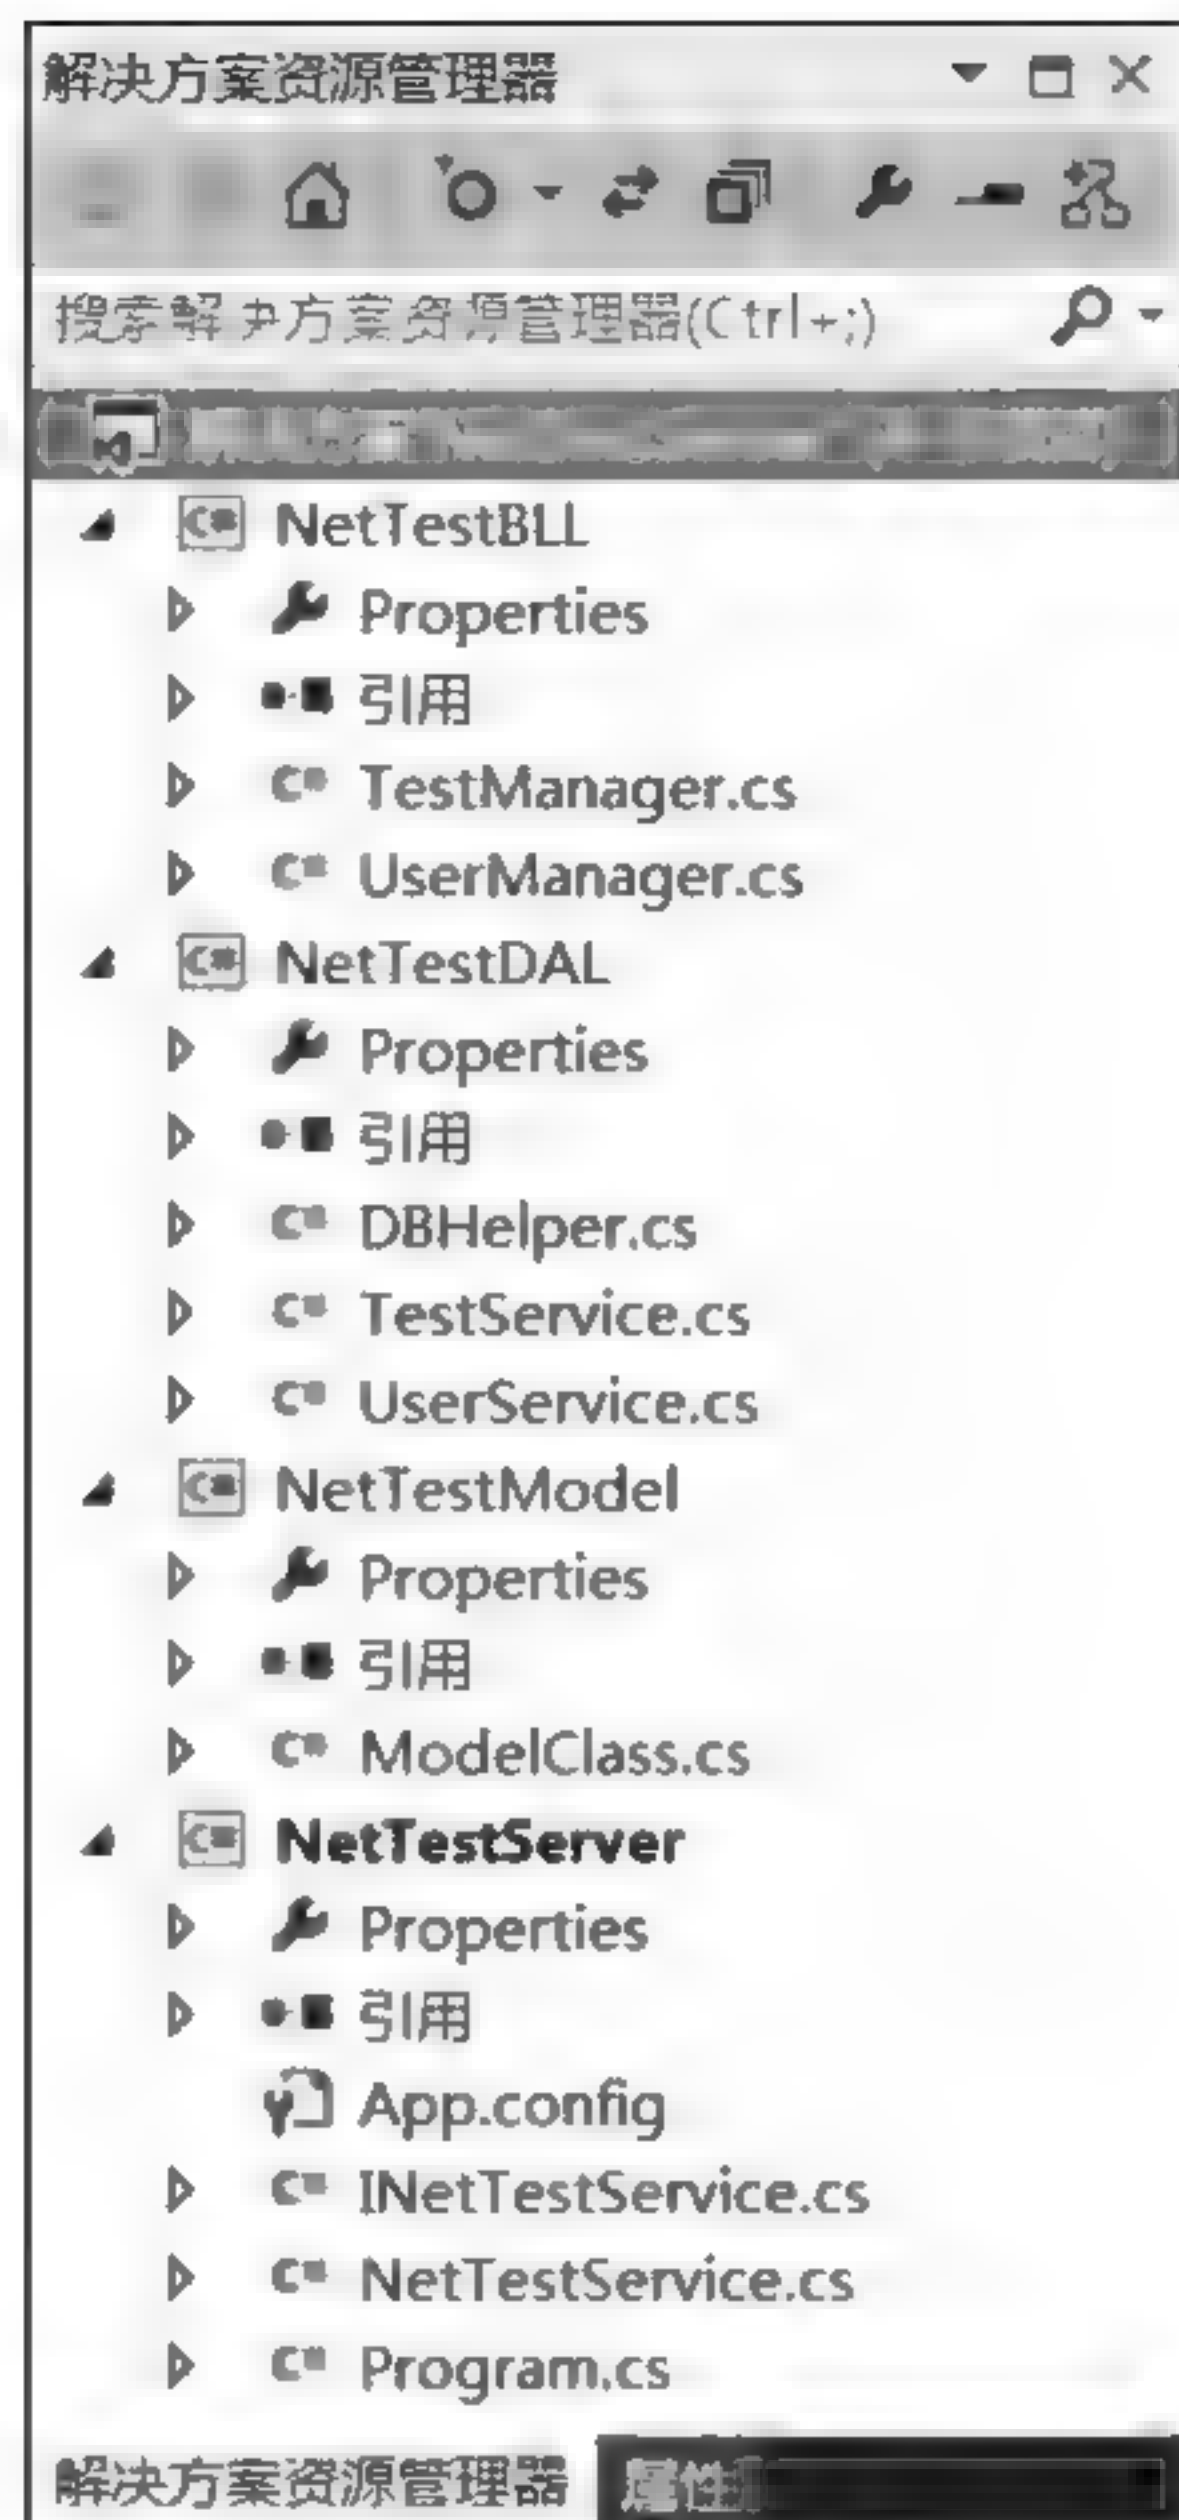 解决方案资源管理器
搜索解决方案资源管理器(Ctrl+;)
NetTestBLL
Properties
引用
TestManager.cs
UserManager.cs
NetTestDAL
Properties
引用
DBHelper.cs
TestService.cs
UserService.cs
NetTestModel
Properties
引用
ModelClass.cs
NetTestServer
Properties
引用
App.config
INetTestService.cs
NetTestService.cs
Program.cs
解决方案资源管理器 属性